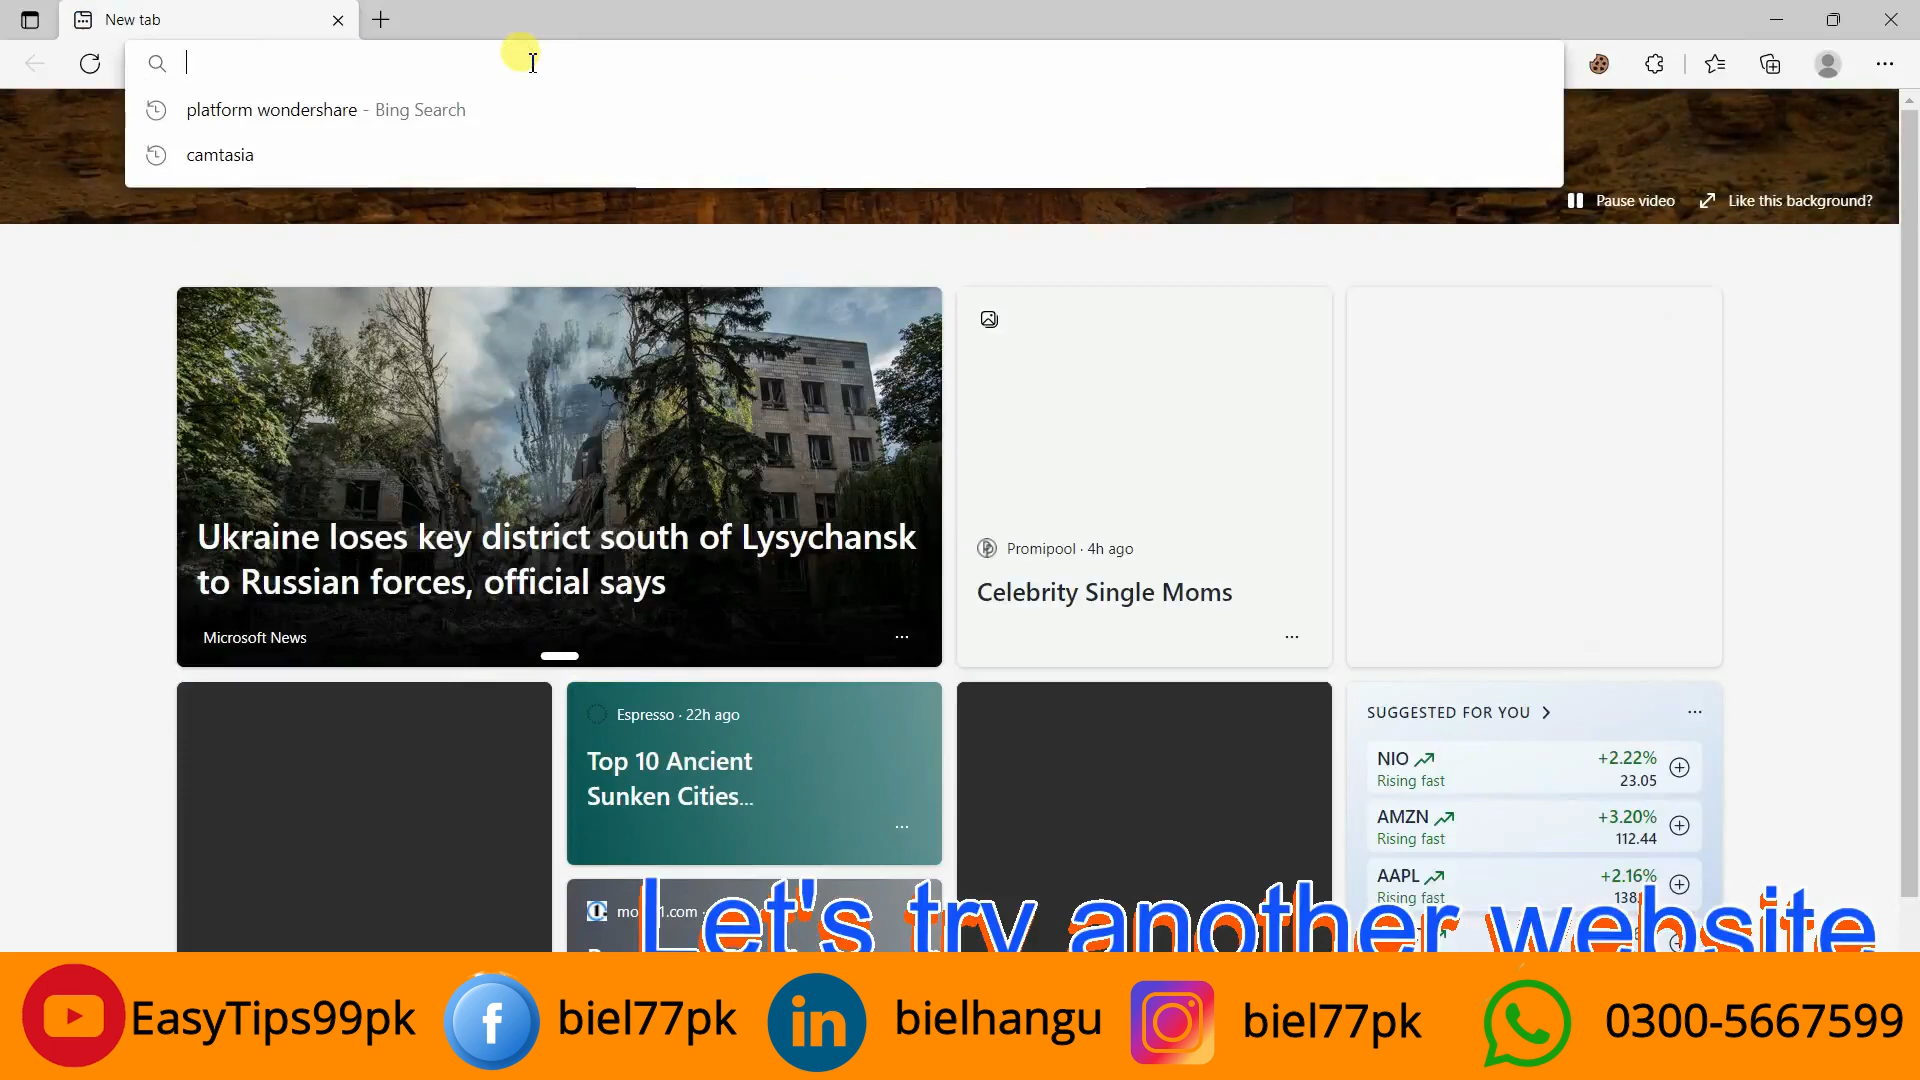 New tab
platform wondershare - Bing Search
camtasia
Pause video
Like this background?
Ukraine loses key district south of Lysychansk
to Russian forces, official says
Microsoft News
Promipool · 4h ago
Celebrity Single Moms
Espresso · 22h ago
Top 10 Ancient
Sunken Cities...
SUGGESTED FOR YOU
NIO
+2.22%
Rising fast
23.05
AMZN
+3.20%
Rising fast
112.44
AAPL
+2.16%
Rising fast
Let's try another website
EasyTips99pk
biel77pk
bielhangu
biel77pk
0300-5667599